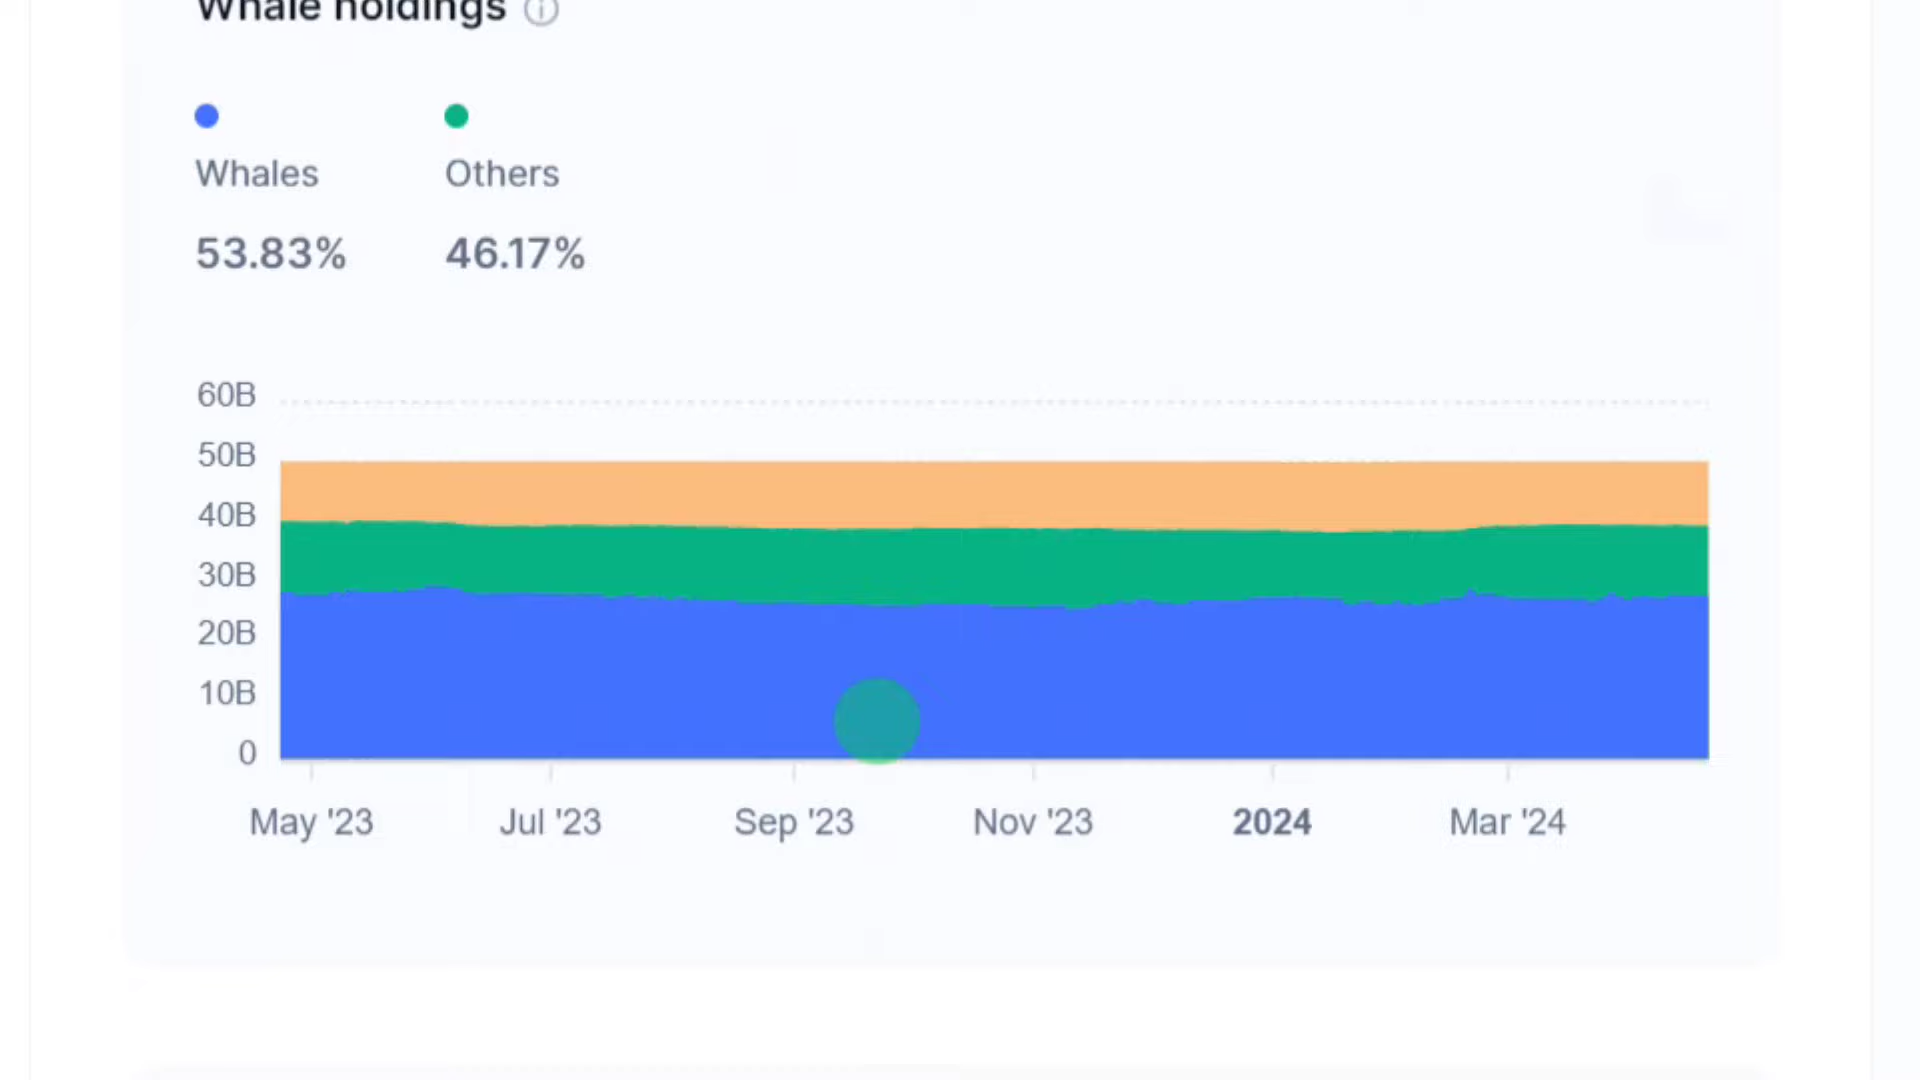 Whale holdings
Whales Others
53.83% 46.17%
60B
50B
40B
30B
20B
10B
0
May '23 Jul '23 Sep '23 Nov '23 2024 Mar '24